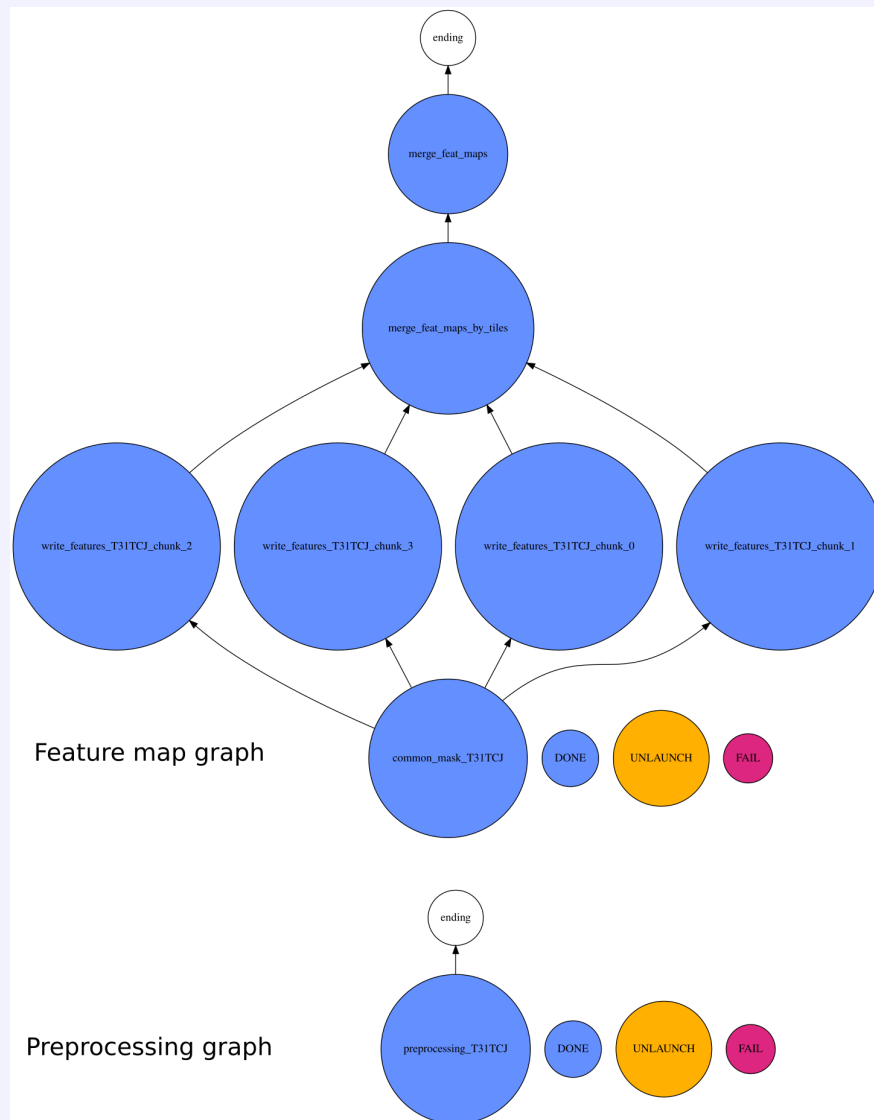 ending
merge_feat_maps
merge_feat_maps_by_tiles
write_features_T31TCJ_chunk_2
write_features_T31TCJ_chunk_3
write_features_T31TCJ_chunk_0
write_features_T31TCJ_chunk_1
Feature map graph
common_mask_T31TCJ
DONE
UNLAUNCH
FAIL
ending
Preprocessing graph
preprocessing_T31TCJ
DONE
UNLAUNCH
FAIL